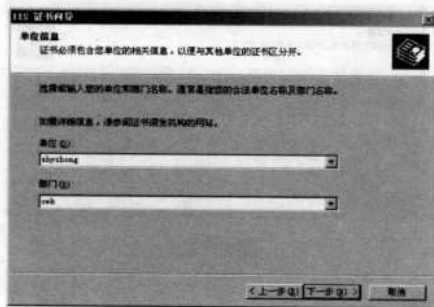 IIS 证书向导
单位信息
证书必须包含您单位的相关信息，以便与其他单位的证书区分开。
选择或输入您的单位和部门名称。通常是指您的合法单位名称及部门名称。
如需详细信息，请参阅证书颁发机构的网站。
单位(O):
zhyzhong
部门(U):
< 上一步(B)
下一步(N) >
取消